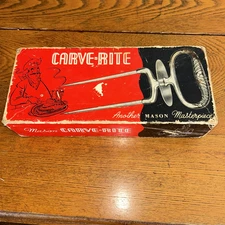 CARVE-RITE
Another MASON Masterpiece
Mason CARVE-RITE